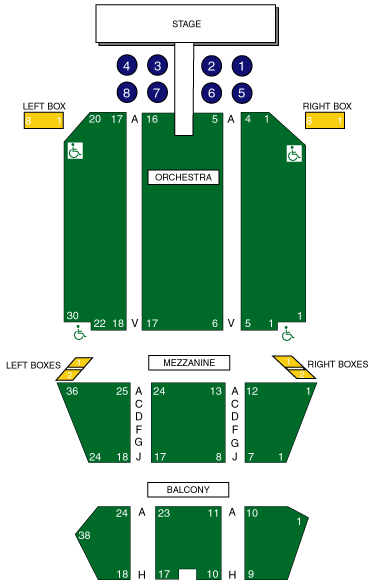 STAGE
4 3 2 1
8 7 6 5
LEFT BOX RIGHT BOX
8 1 20 17 A 16 5 A 4 1 8 1
ORCHESTRA
30 1
22 18 V 17 6 V 5 1
LEFT BOXES 1 MEZZANINE 1 RIGHT BOXES
2 2
36 25 A 24 13 A 12 1
C C
D D
F F
G G
24 18 J 17 8 J 7 1
BALCONY
24 A 23 11 A 10 1
38
18 H 17 10 H 9